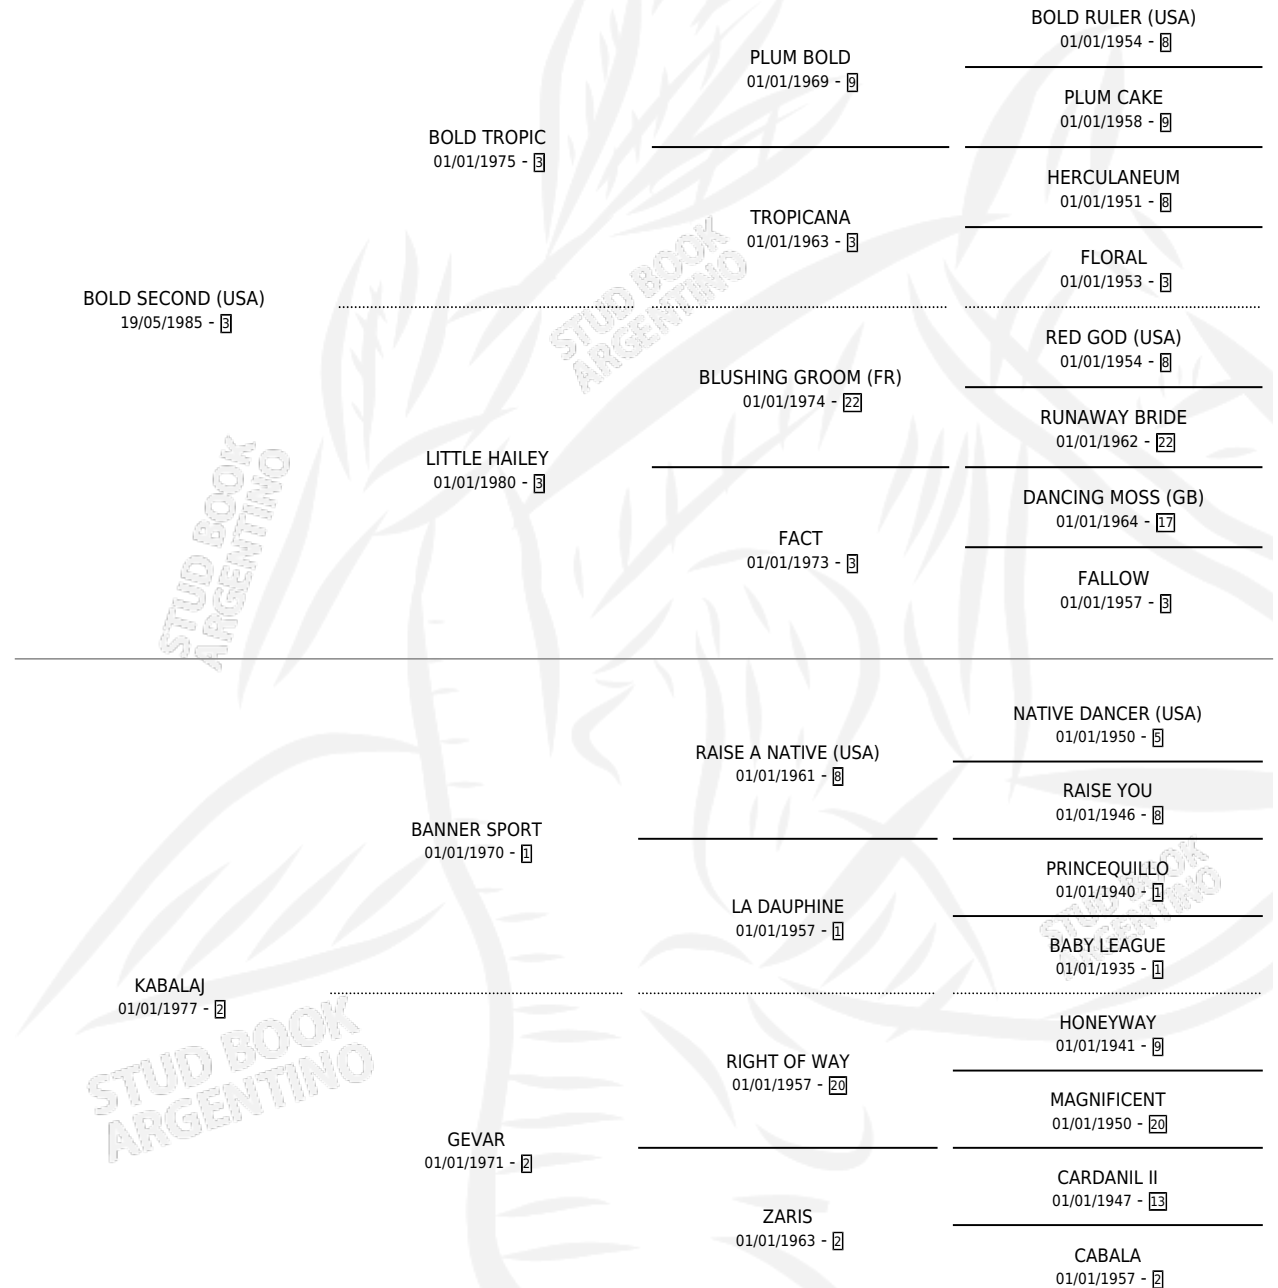 BOLD RULER (USA)
01/01/1954 - 8
PLUM BOLD
01/01/1969 - 9
PLUM CAKE
01/01/1958 - 9
BOLD TROPIC
01/01/1975 - 3
HERCULANEUM
01/01/1951 - 8
TROPICANA
01/01/1963 - 3
FLORAL
01/01/1953 - 3
BOLD SECOND (USA)
19/05/1985 - 3
RED GOD (USA)
01/01/1954 - 8
BLUSHING GROOM (FR)
01/01/1974 - 22
RUNAWAY BRIDE
01/01/1962 - 22
LITTLE HAILEY
01/01/1980 - 3
DANCING MOSS (GB)
01/01/1964 - 17
FACT
01/01/1973 - 3
FALLOW
01/01/1957 - 3
NATIVE DANCER (USA)
01/01/1950 - 5
RAISE A NATIVE (USA)
01/01/1961 - 8
RAISE YOU
01/01/1946 - 8
BANNER SPORT
01/01/1970 - 1
PRINCEQUILLO
01/01/1940 - 1
LA DAUPHINE
01/01/1957 - 1
BABY LEAGUE
01/01/1935 - 1
KABALAJ
01/01/1977 - 2
HONEYWAY
01/01/1941 - 9
RIGHT OF WAY
01/01/1957 - 20
MAGNIFICENT
01/01/1950 - 20
GEVAR
01/01/1971 - 2
CARDANIL II
01/01/1947 - 13
ZARIS
01/01/1963 - 2
CABALA
01/01/1957 - 2
STUD BOOK
ARGENTINO
STUD BOOK
ARGENTINO
STUD BOOK
ARGENTINO
STUD BOOK
ARGENTINO